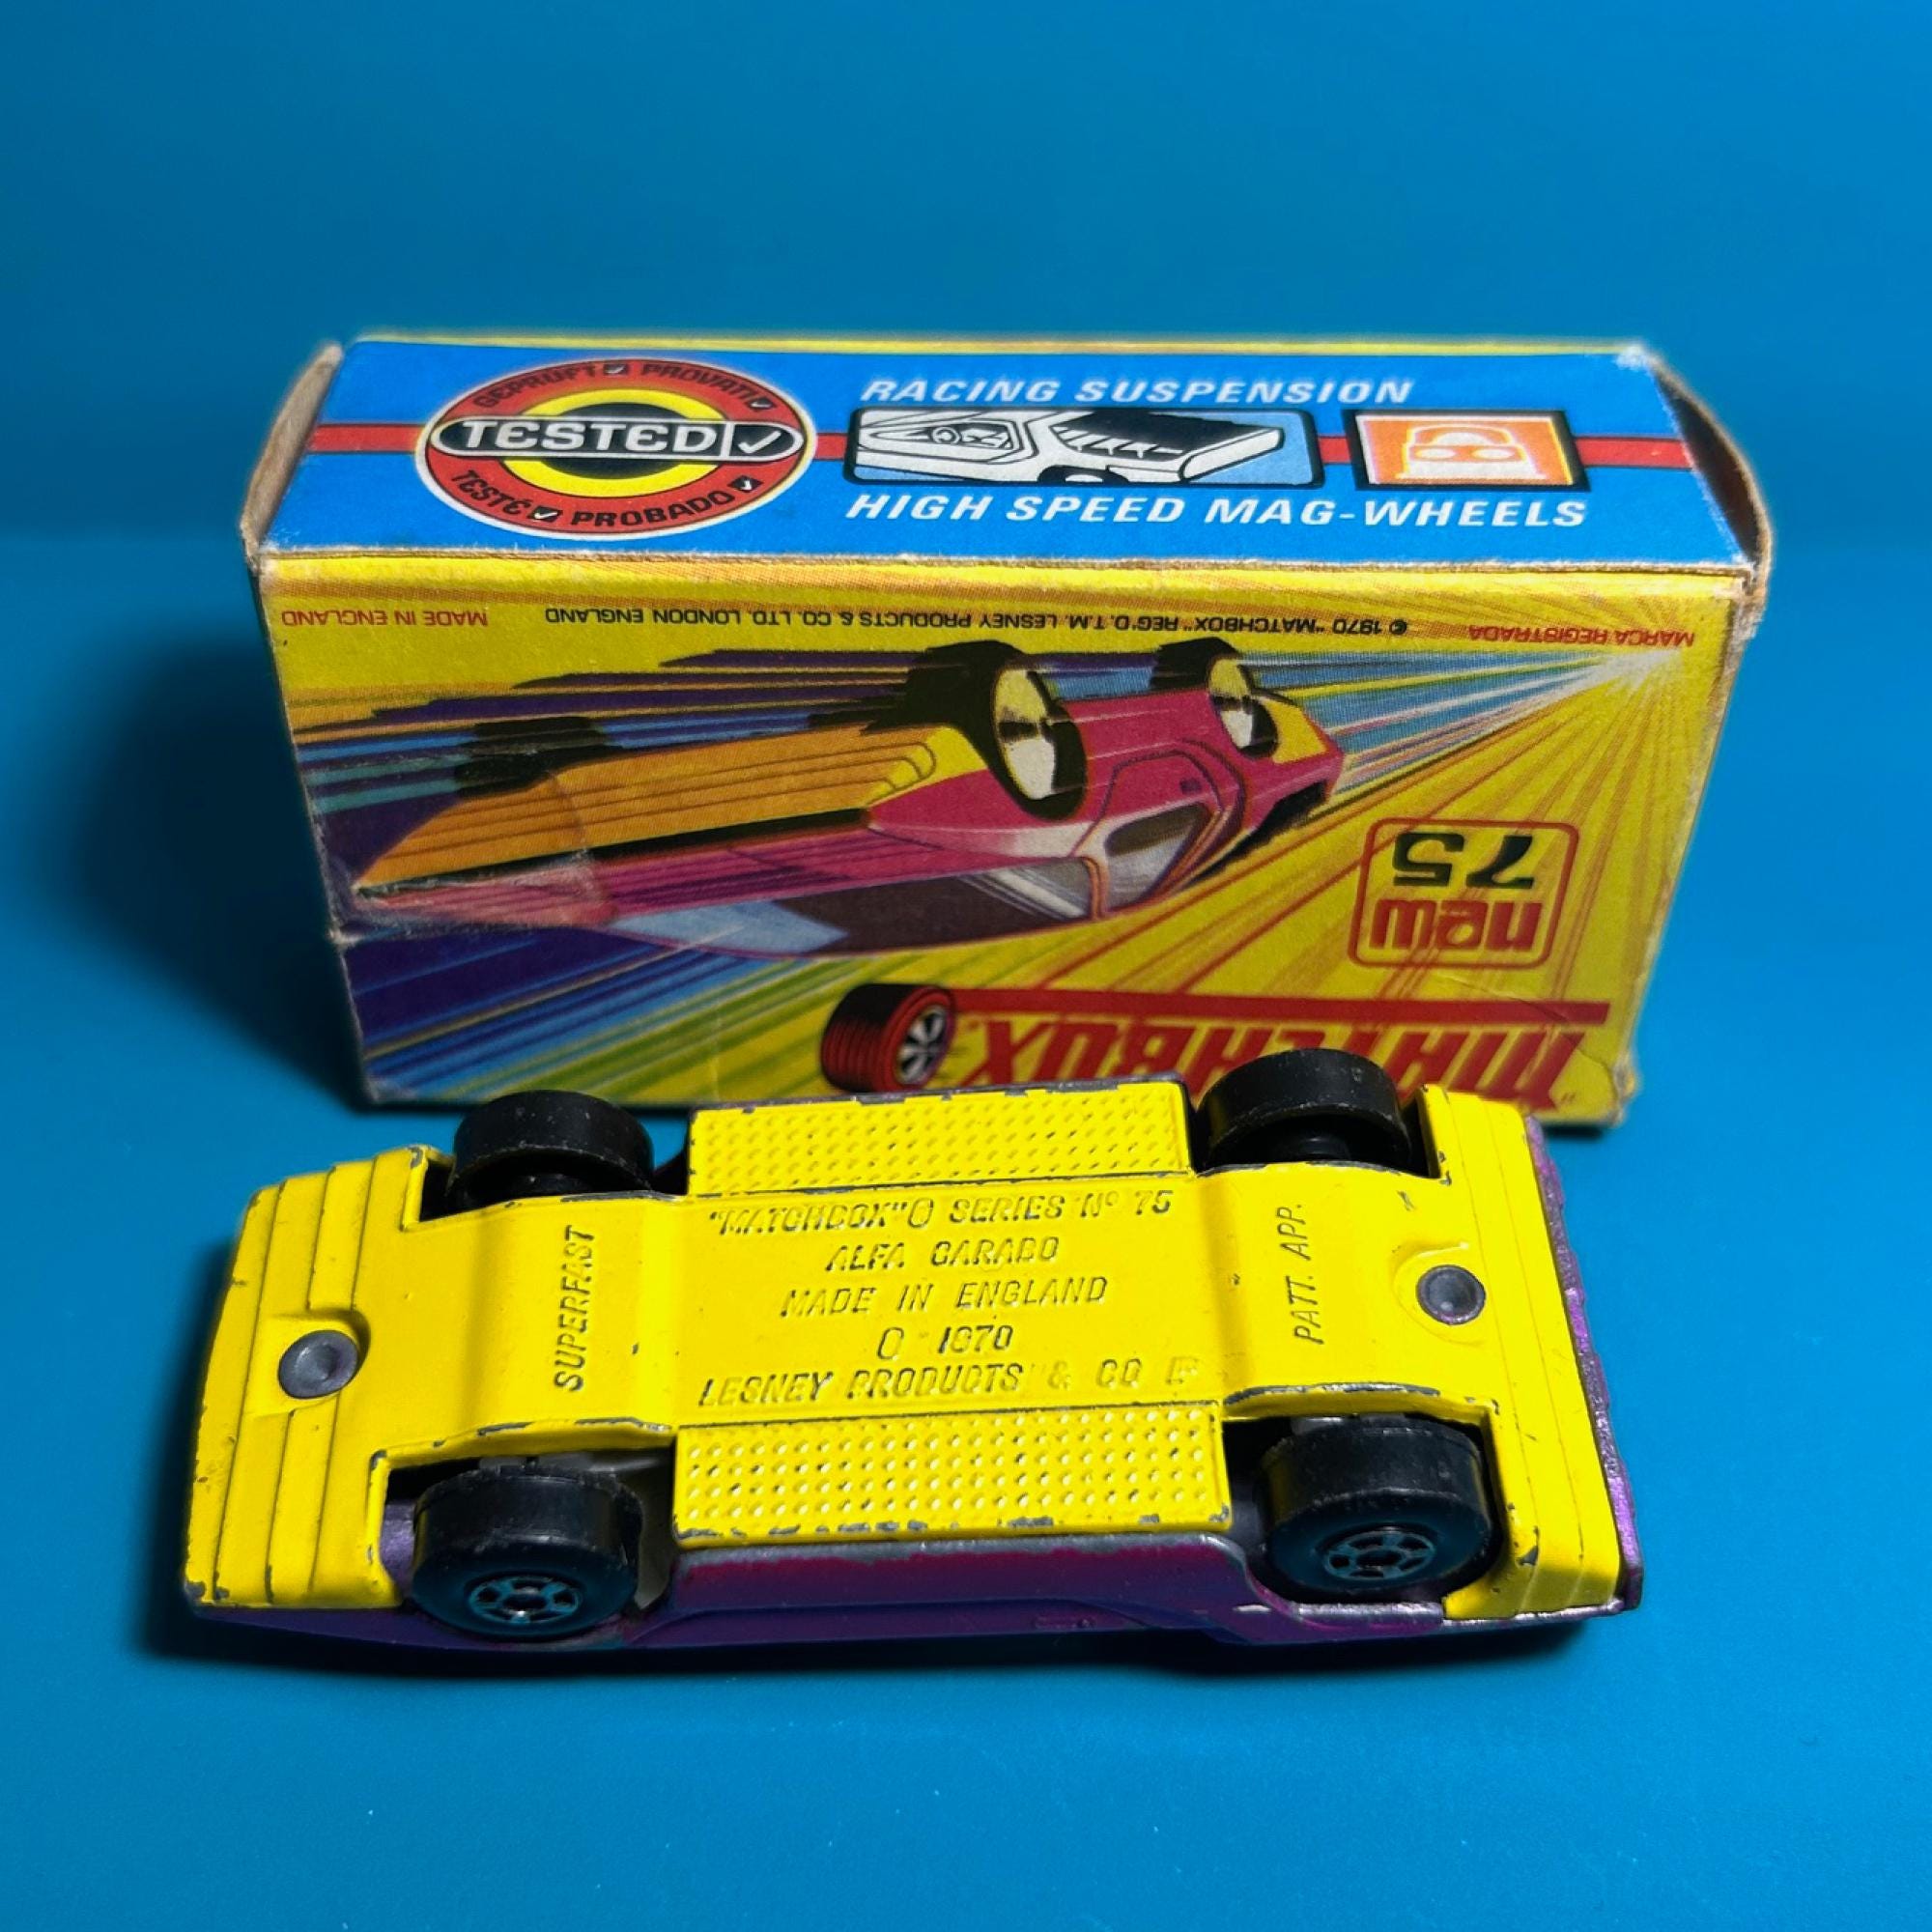 GEPRÜFT PROVATI
TESTED
TESTÉ PROBADO
RACING SUSPENSION
HIGH SPEED MAG-WHEELS
MARCA REGISTRADA © 1970 "MATCHBOX" REG'D. T.M. LESNEY PRODUCTS & CO. LTD. LONDON ENGLAND MADE IN ENGLAND
new
75
"MATCHBOX
"MATCHBOX" SERIES Nº 75
ALFA CARABO
MADE IN ENGLAND
© 1970
LESNEY PRODUCTS & CO Lᴰ
SUPERFAST
PATT. APP.